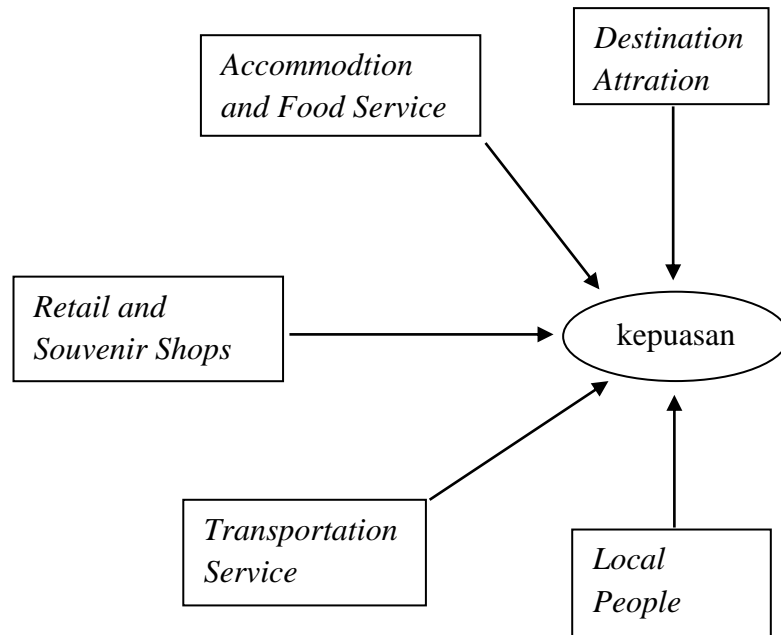 Destination
Attration
Accommodtion
and Food Service
Retail and
Souvenir Shops
kepuasan
Transportation
Service
Local
People